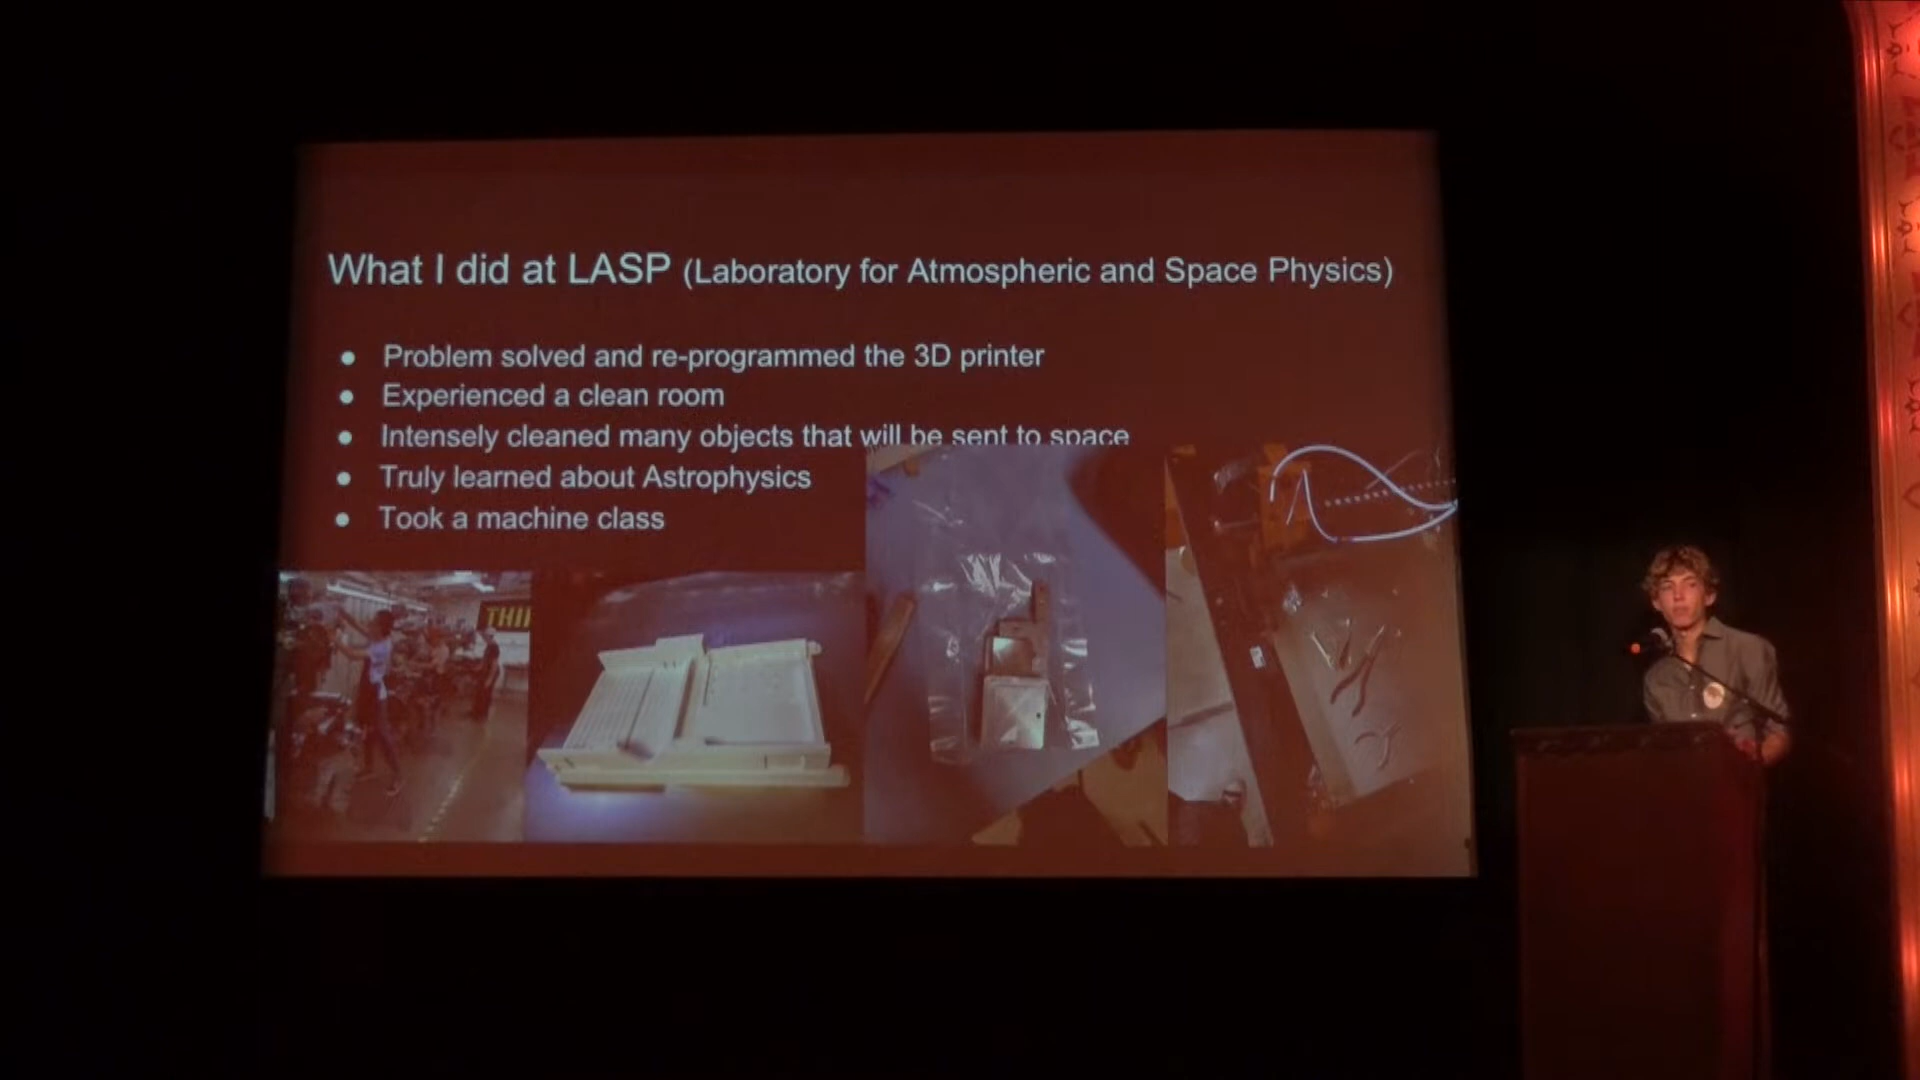 What I did at LASP (Laboratory for Atmospheric and Space Physics)
● Problem solved and re-programmed the 3D printer
● Experienced a clean room
● Intensely cleaned many objects that will be sent to space
● Truly learned about Astrophysics
● Took a machine class
THI